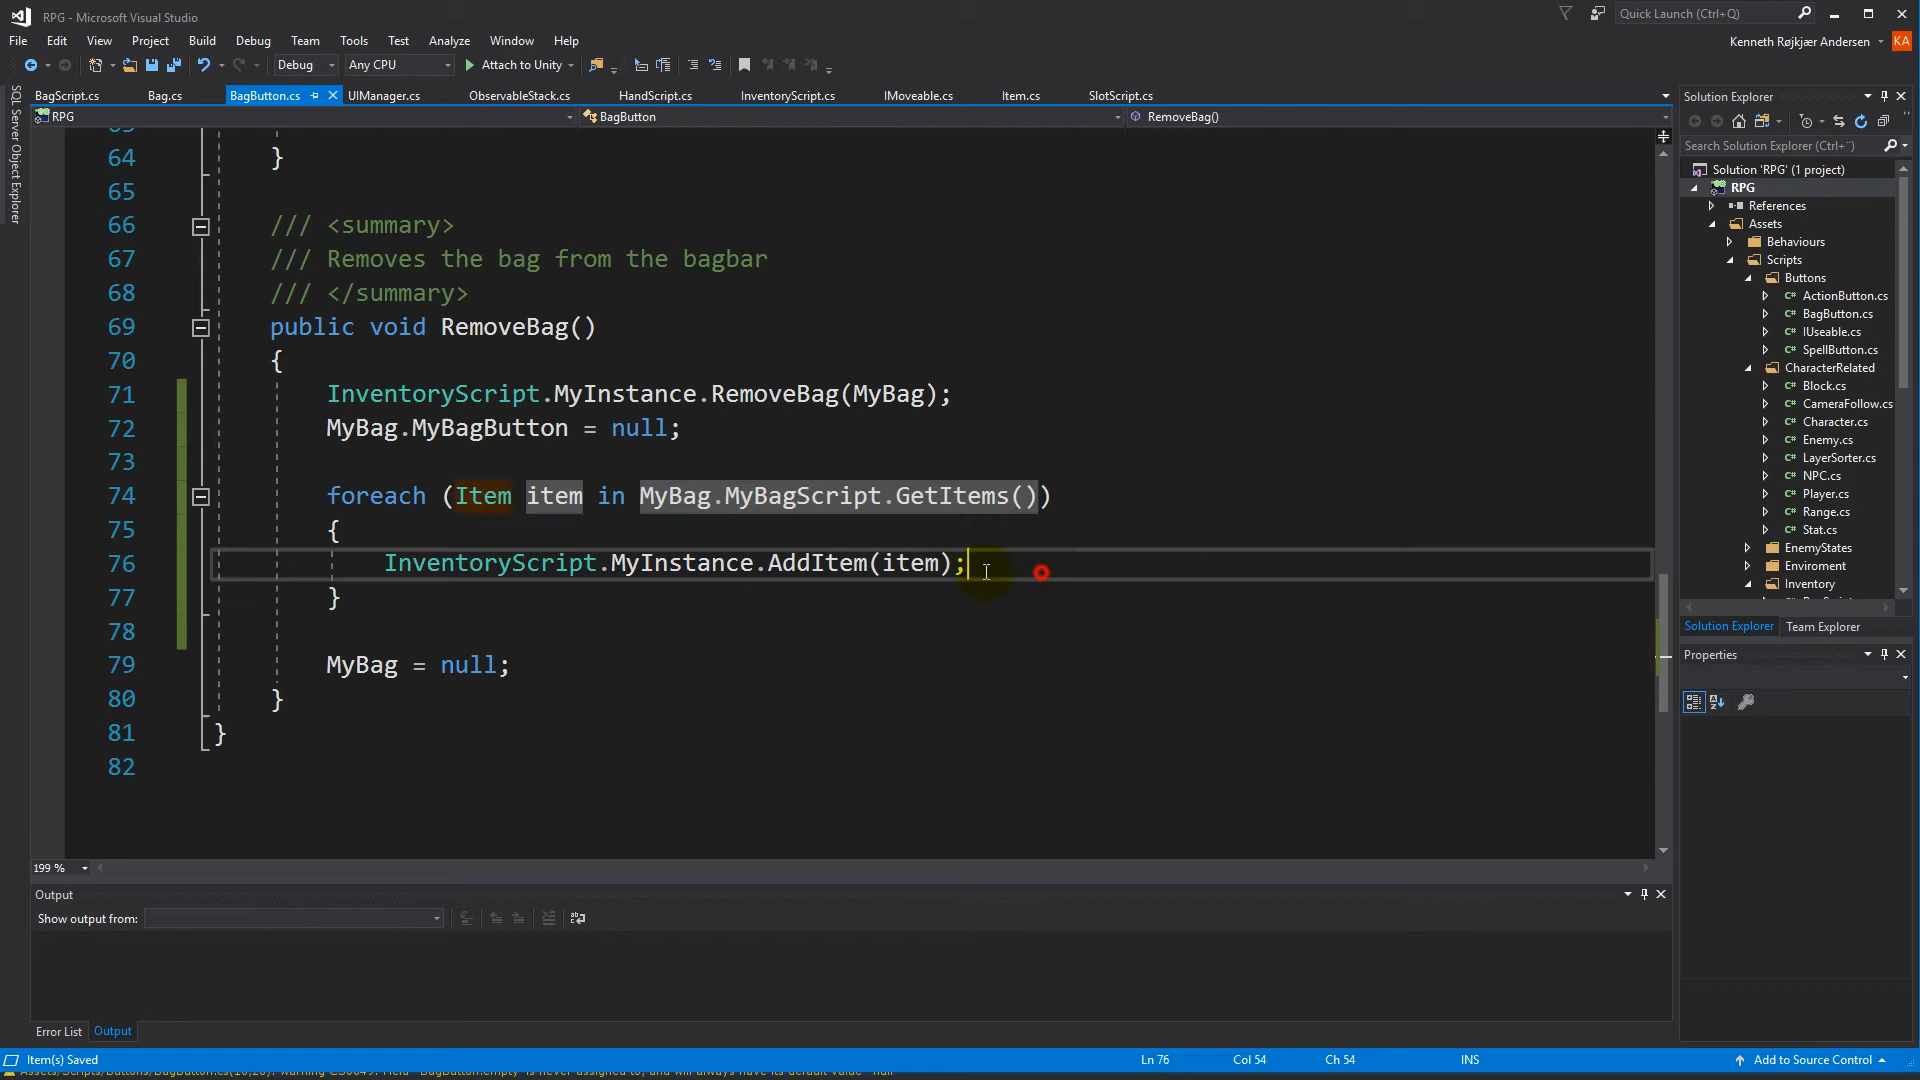 RPG - Microsoft Visual Studio
Quick Launch (Ctrl+Q)
File Edit View Project Build Debug Team Tools Test Analyze Window Help
Kenneth Røjkjær Andersen KA
Debug Any CPU Attach to Unity
BagScript.cs Bag.cs BagButton.cs UIManager.cs ObservableStack.cs HandScript.cs InventoryScript.cs IMoveable.cs Item.cs SlotScript.cs
RPG BagButton RemoveBag()
SQL Server Object Explorer
64 }
65
66 /// <summary>
67 /// Removes the bag from the bagbar
68 /// </summary>
69 public void RemoveBag()
70 {
71 InventoryScript.MyInstance.RemoveBag(MyBag);
72 MyBag.MyBagButton = null;
73
74 foreach (Item item in MyBag.MyBagScript.GetItems())
75 {
76 InventoryScript.MyInstance.AddItem(item);
77 }
78
79 MyBag = null;
80 }
81 }
82
199 %
Output
Show output from:
Error List Output
Solution Explorer
Search Solution Explorer (Ctrl+¨)
Solution 'RPG' (1 project)
RPG
References
Assets
Behaviours
Scripts
Buttons
C# ActionButton.cs
C# BagButton.cs
C# IUseable.cs
C# SpellButton.cs
CharacterRelated
C# Block.cs
C# CameraFollow.cs
C# Character.cs
C# Enemy.cs
C# LayerSorter.cs
C# NPC.cs
C# Player.cs
C# Range.cs
C# Stat.cs
EnemyStates
Enviroment
Inventory
Solution Explorer Team Explorer
Properties
Item(s) Saved Ln 76 Col 54 Ch 54 INS Add to Source Control